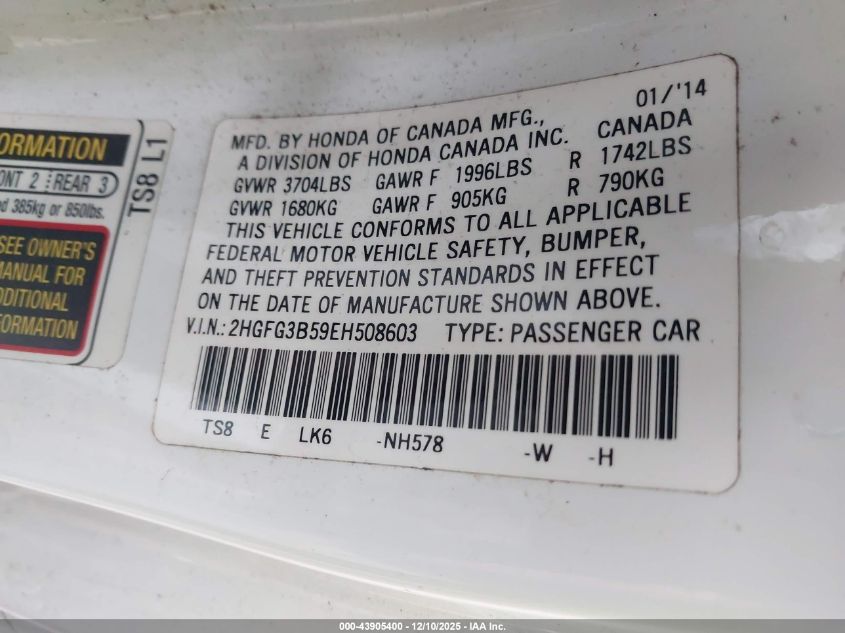 ORMATION
ONT 2 REAR 3
d 385kg or 850lbs.
SEE OWNER'S
MANUAL FOR
DDITIONAL
FORMATION
TS8 L1
01/'14
MFD. BY HONDA OF CANADA MFG.,
A DIVISION OF HONDA CANADA INC. CANADA
GVWR 3704LBS GAWR F 1996LBS R 1742LBS
GVWR 1680KG GAWR F 905KG R 790KG
THIS VEHICLE CONFORMS TO ALL APPLICABLE
FEDERAL MOTOR VEHICLE SAFETY, BUMPER,
AND THEFT PREVENTION STANDARDS IN EFFECT
ON THE DATE OF MANUFACTURE SHOWN ABOVE.
V.I.N.: 2HGFG3B59EH508603 TYPE: PASSENGER CAR
TS8 E LK6 -NH578 -W -H
000-43905400 - 12/10/2025 - IAA Inc.